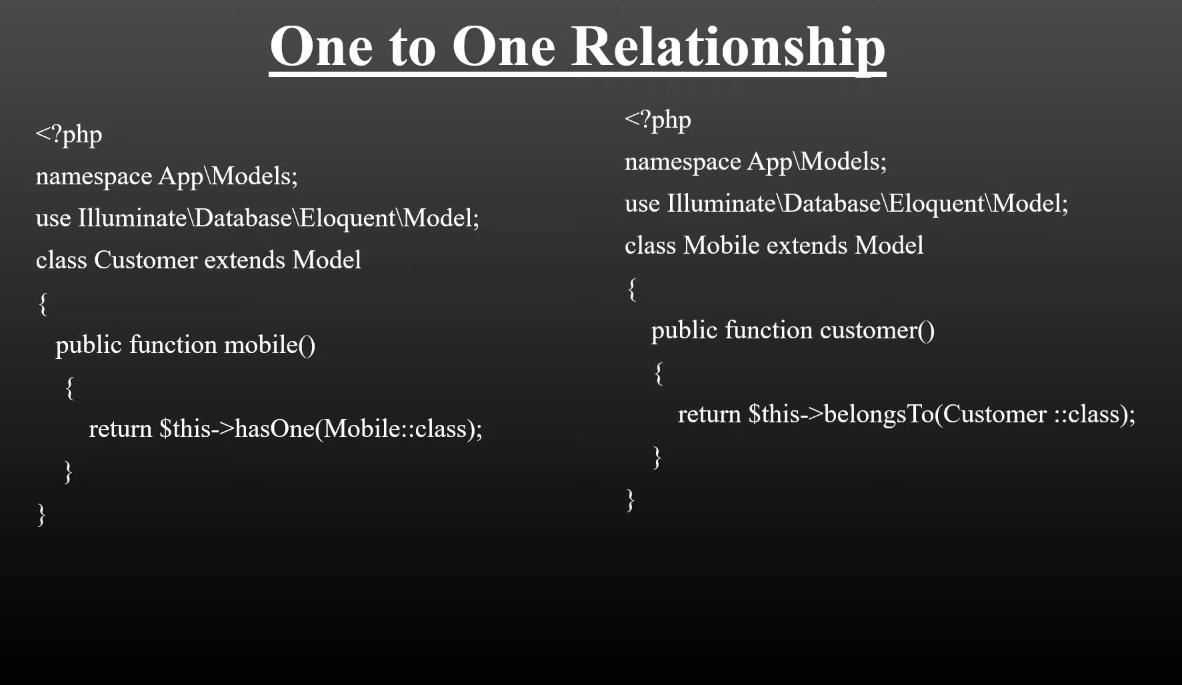 One to One Relationship
<?php
namespace App\Models;
use Illuminate\Database\Eloquent\Model;
class Customer extends Model
{
public function mobile()
{
return $this->hasOne(Mobile::class);
}
}
<?php
namespace App\Models;
use Illuminate\Database\Eloquent\Model;
class Mobile extends Model
{
public function customer()
{
return $this->belongsTo(Customer ::class);
}
}